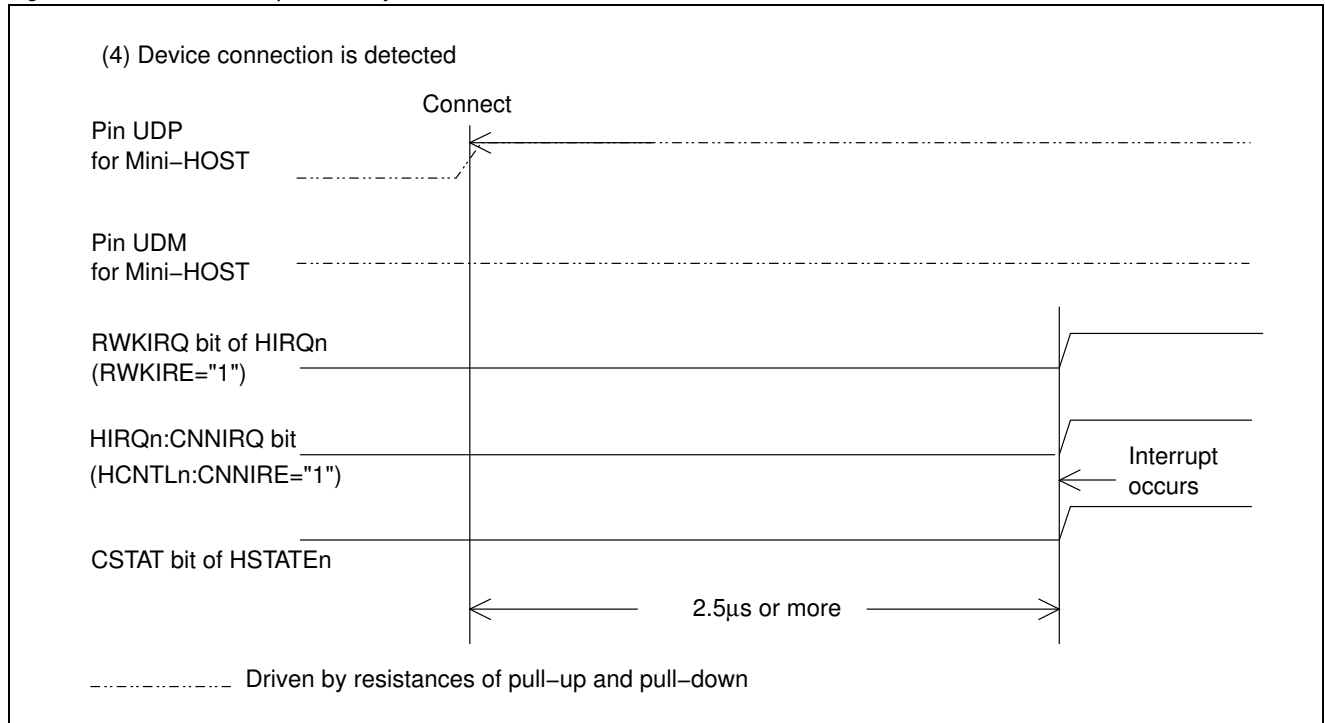 (4) Device connection is detected
Connect
Pin UDP
for Mini−HOST
Pin UDM
for Mini−HOST
RWKIRQ bit of HIRQn
(RWKIRE="1")
HIRQn:CNNIRQ bit
(HCNTLn:CNNIRE="1")
Interrupt
occurs
CSTAT bit of HSTATEn
2.5μs or more
Driven by resistances of pull−up and pull−down